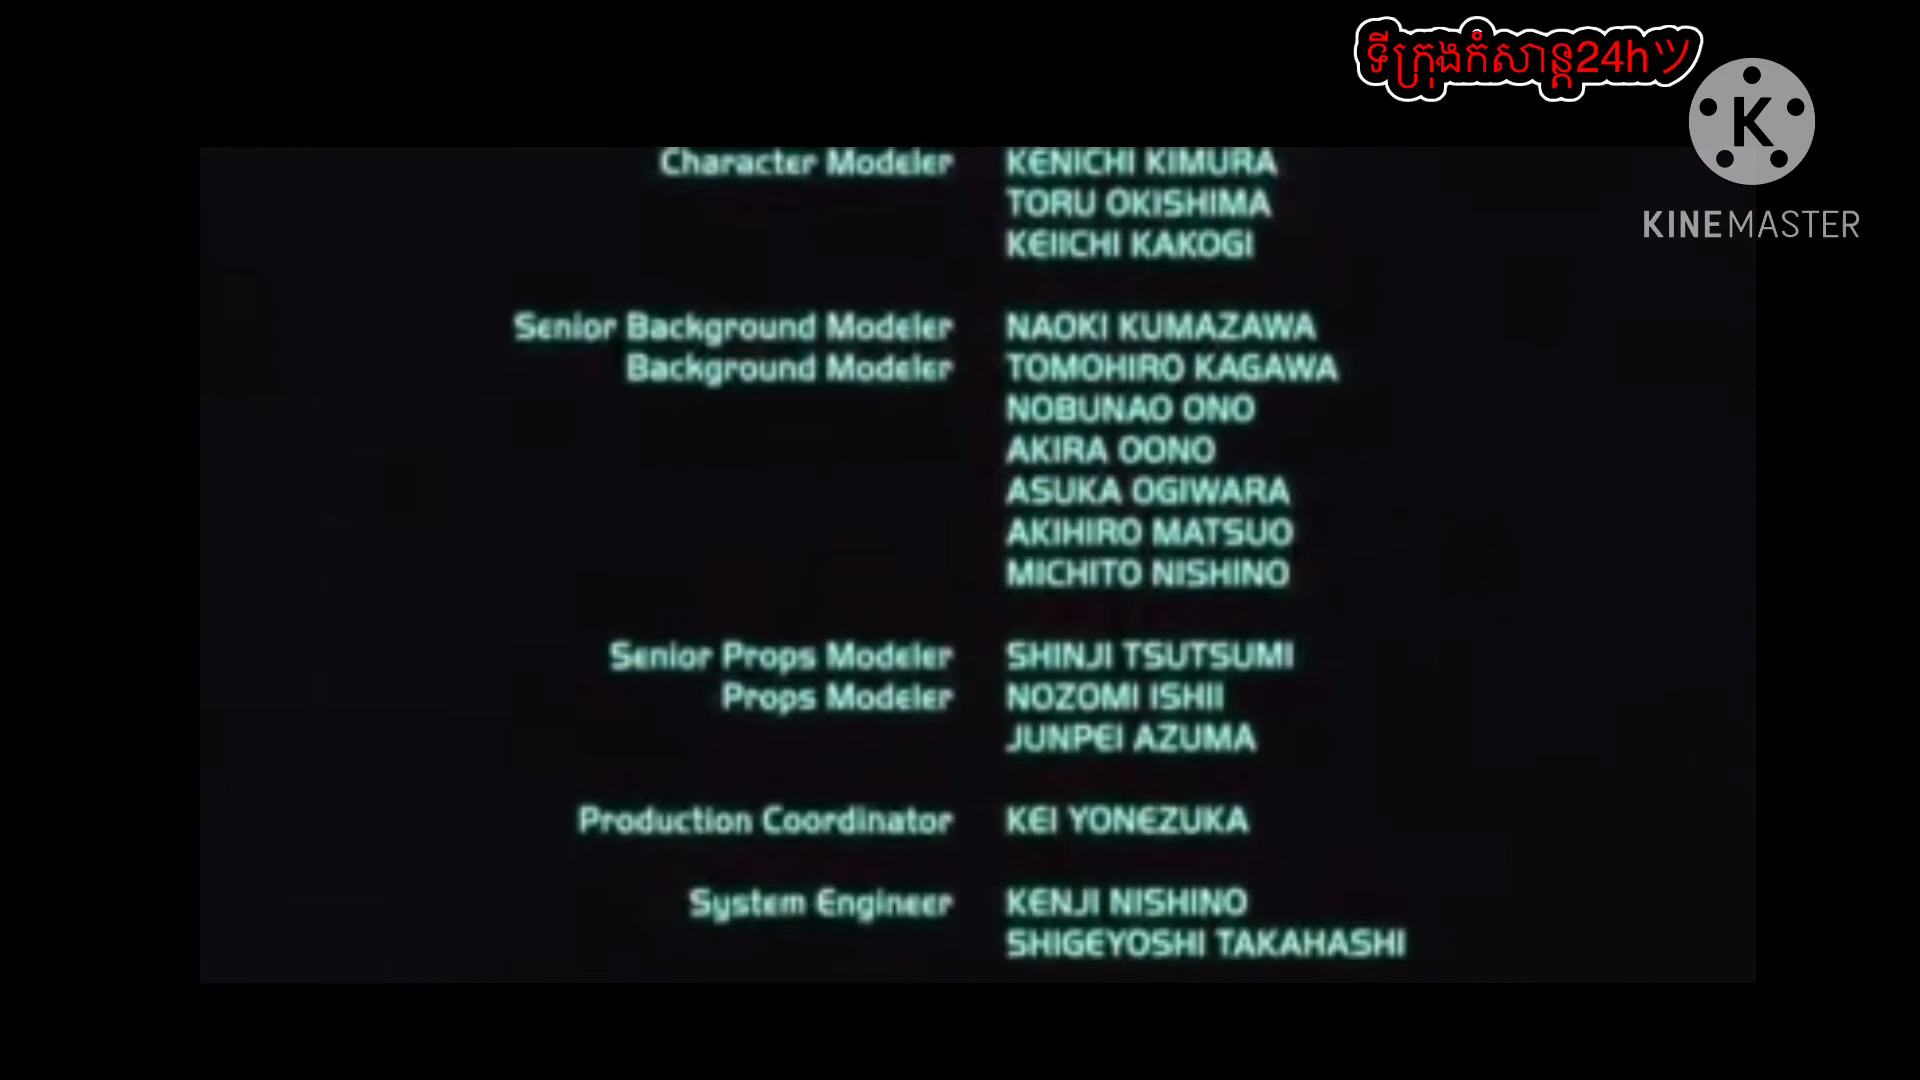 ទីក្រុងកំសាន្ត24hツ
K
KINEMASTER
Character Modeler KENICHI KIMURA
TORU OKISHIMA
KEIICHI KAKOGI
Senior Background Modeler NAOKI KUMAZAWA
Background Modeler TOMOHIRO KAGAWA
NOBUNAO ONO
AKIRA OONO
ASUKA OGIWARA
AKIHIRO MATSUO
MICHITO NISHINO
Senior Props Modeler SHINJI TSUTSUMI
Props Modeler NOZOMI ISHII
JUNPEI AZUMA
Production Coordinator KEI YONEZUKA
System Engineer KENJI NISHINO
SHIGEYOSHI TAKAHASHI